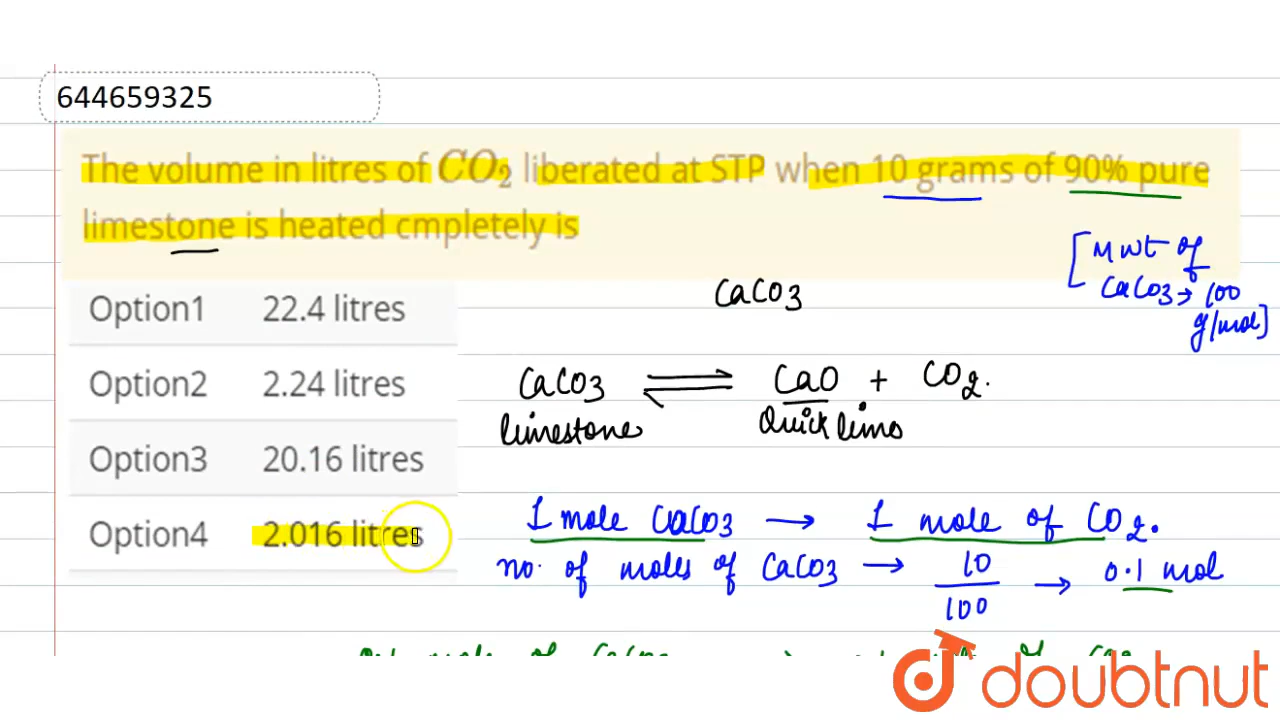 644659325
The volume in litres of CO₂ liberated at STP when 10 grams of 90% pure
limestone is heated cmpletely is
[ M wt of
CaCO3 → 100
g/mol]
Option1 22.4 litres
Option2 2.24 litres
Option3 20.16 litres
Option4 2.016 litres
CaCO3
CaCO3 ⇌ CaO + CO2.
limestone Quick lime
1 mole CaCO3 → 1 mole of CO2.
no. of moles of CaCO3 → 10/100 → 0.1 mol
doubtnut